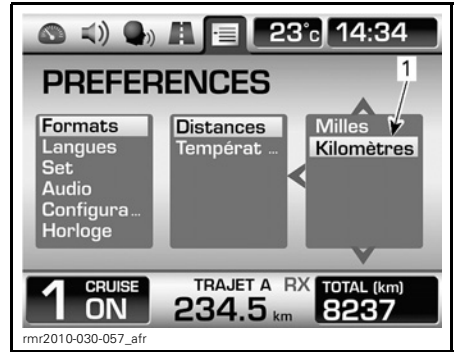 23°c 14:34
PREFERENCES
1
Formats
Langues
Set
Audio
Configura...
Horloge
Distances
Températ ...
Milles
Kilomètres
1 CRUISE ON
TRAJET A RX
234.5 km
TOTAL (km)
8237
rmr2010-030-057_afr